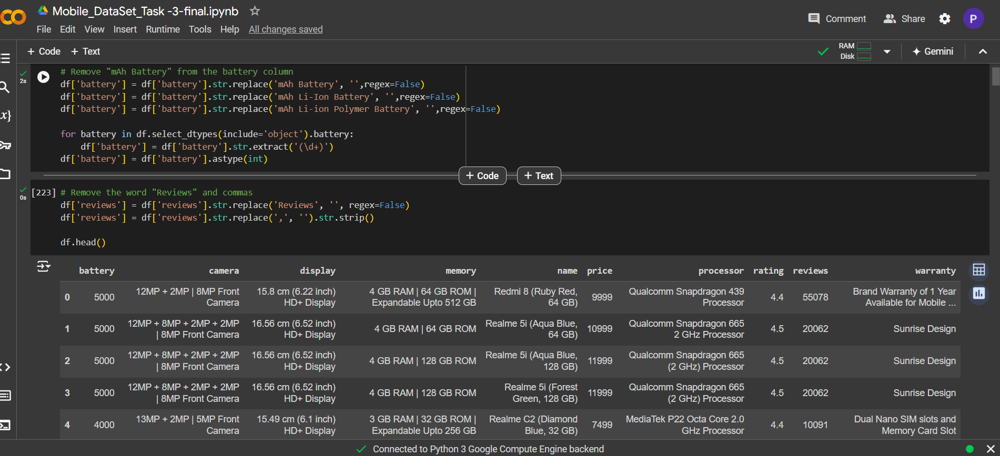 Mobile_DataSet_Task -3-final.ipynb
File Edit View Insert Runtime Tools Help All changes saved
Comment Share P
+ Code + Text
RAM
Disk
Gemini
2s
# Remove "mAh Battery" from the battery column
df['battery'] = df['battery'].str.replace('mAh Battery', '',regex=False)
df['battery'] = df['battery'].str.replace('mAh Li-Ion Battery', '',regex=False)
df['battery'] = df['battery'].str.replace('mAh Li-ion Polymer Battery', '',regex=False)
for battery in df.select_dtypes(include='object').battery:
df['battery'] = df['battery'].str.extract('(\d+)')
df['battery'] = df['battery'].astype(int)
+ Code + Text
0s
[223] # Remove the word "Reviews" and commas
df['reviews'] = df['reviews'].str.replace('Reviews', '', regex=False)
df['reviews'] = df['reviews'].str.replace(',', '').str.strip()
df.head()
battery camera display memory name price processor rating reviews warranty
0 5000 12MP + 2MP | 8MP Front Camera 15.8 cm (6.22 inch) HD+ Display 4 GB RAM | 64 GB ROM | Expandable Upto 512 GB Redmi 8 (Ruby Red, 64 GB) 9999 Qualcomm Snapdragon 439 Processor 4.4 55078 Brand Warranty of 1 Year Available for Mobile ...
1 5000 12MP + 8MP + 2MP + 2MP | 8MP Front Camera 16.56 cm (6.52 inch) HD+ Display 4 GB RAM | 64 GB ROM Realme 5i (Aqua Blue, 64 GB) 10999 Qualcomm Snapdragon 665 2 GHz Processor 4.5 20062 Sunrise Design
2 5000 12MP + 8MP + 2MP + 2MP | 8MP Front Camera 16.56 cm (6.52 inch) HD+ Display 4 GB RAM | 128 GB ROM Realme 5i (Aqua Blue, 128 GB) 11999 Qualcomm Snapdragon 665 (2 GHz) Processor 4.5 20062 Sunrise Design
3 5000 12MP + 8MP + 2MP + 2MP | 8MP Front Camera 16.56 cm (6.52 inch) HD+ Display 4 GB RAM | 128 GB ROM Realme 5i (Forest Green, 128 GB) 11999 Qualcomm Snapdragon 665 (2 GHz) Processor 4.5 20062 Sunrise Design
4 4000 13MP + 2MP | 5MP Front Camera 15.49 cm (6.1 inch) HD+ Display 3 GB RAM | 32 GB ROM | Expandable Upto 256 GB Realme C2 (Diamond Blue, 32 GB) 7499 MediaTek P22 Octa Core 2.0 GHz Processor 4.4 10091 Dual Nano SIM slots and Memory Card Slot
Connected to Python 3 Google Compute Engine backend